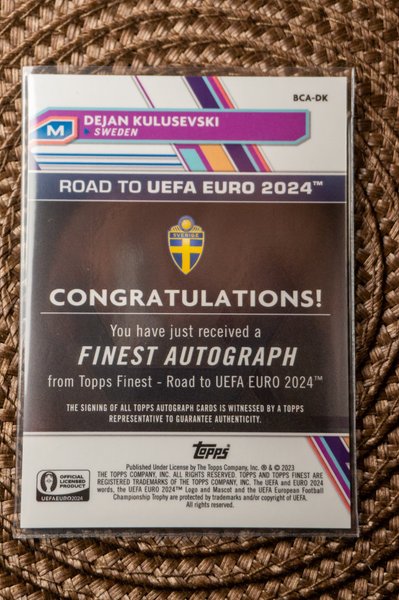 BCA-DK
M
DEJAN KULUSEVSKI
SWEDEN
ROAD TO UEFA EURO 2024™
SVERIGE
CONGRATULATIONS!
You have just received a
FINEST AUTOGRAPH
from Topps Finest - Road to UEFA EURO 2024™
THE SIGNING OF ALL TOPPS AUTOGRAPH CARDS IS WITNESSED BY A TOPPS
REPRESENTATIVE TO GUARANTEE AUTHENTICITY.
topps
OFFICIAL
LICENSED
PRODUCT
UEFA EURO2024
Published Under License by The Topps Company, Inc. ® & © 2023
THE TOPPS COMPANY, INC. ALL RIGHTS RESERVED. TOPPS AND TOPPS FINEST ARE
REGISTERED TRADEMARKS OF THE TOPPS COMPANY, INC. The UEFA and EURO 2024
words, the UEFA EURO 2024™ Logo and Mascot and the UEFA European Football
Championship Trophy are protected by trademarks and/or copyright of UEFA.
All rights reserved.